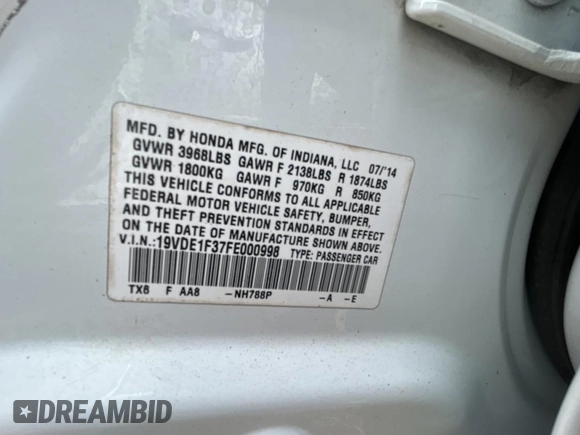 MFD. BY HONDA MFG. OF INDIANA, LLC 07/'14
GVWR 3968LBS GAWR F 2138LBS R 1874LBS
GVWR 1800KG GAWR F 970KG R 850KG
THIS VEHICLE CONFORMS TO ALL APPLICABLE
FEDERAL MOTOR VEHICLE SAFETY, BUMPER,
AND THEFT PREVENTION STANDARDS IN EFFECT
ON THE DATE OF MANUFACTURE SHOWN ABOVE.
V.I.N.:19VDE1F37FE000998 TYPE: PASSENGER CAR
TX6 F AA8 -NH788P -A -E
DREAMBID